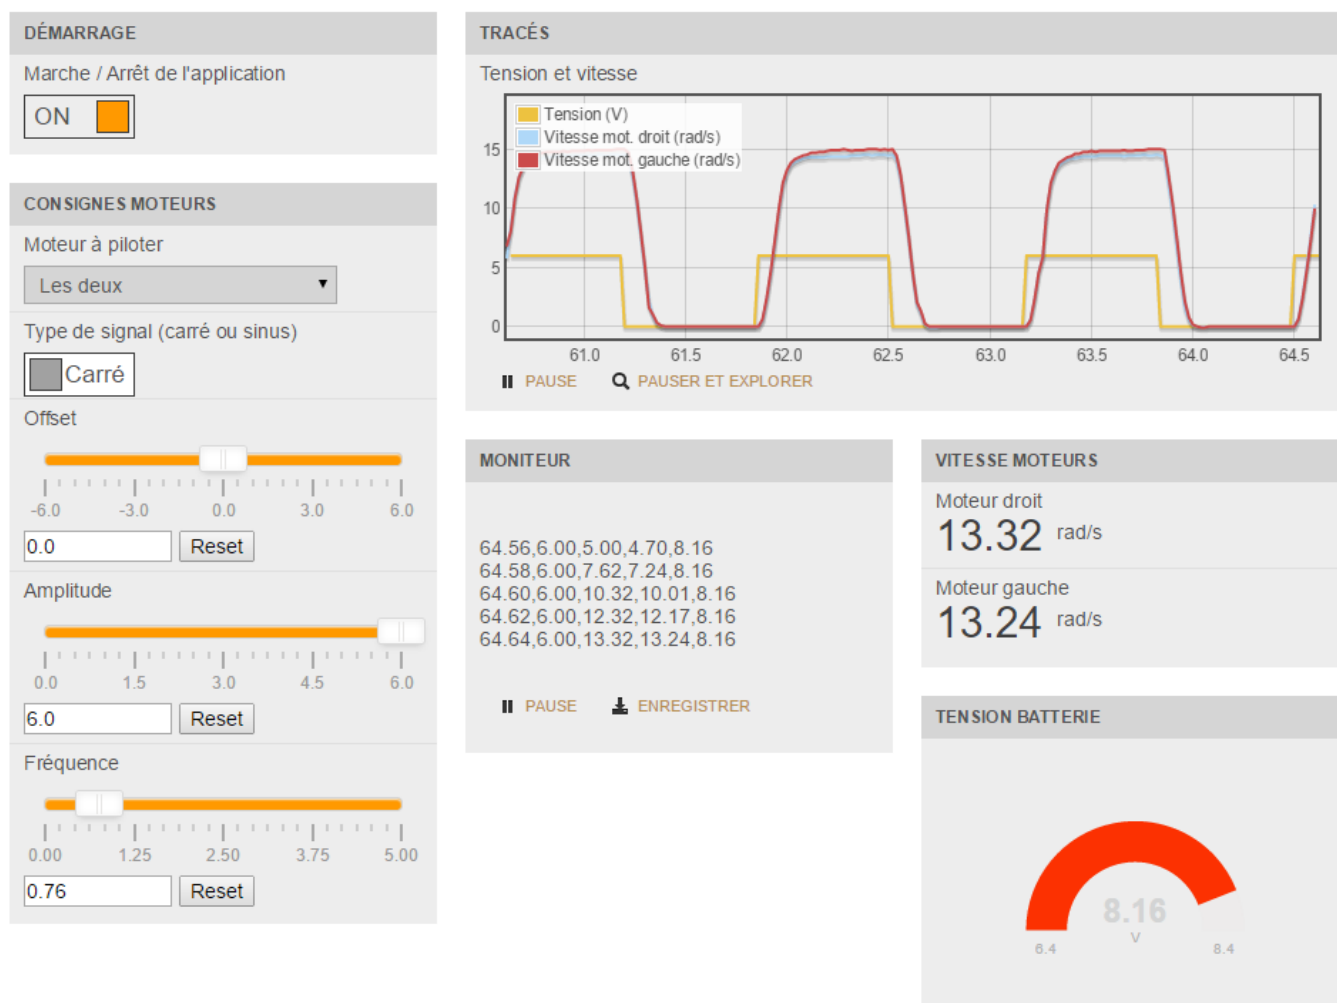 DÉMARRAGE
Marche / Arrêt de l'application
ON
CONSIGNES MOTEURS
Moteur à piloter
Les deux
Type de signal (carré ou sinus)
Carré
Offset
-6.0 -3.0 0.0 3.0 6.0
0.0 Reset
Amplitude
0.0 1.5 3.0 4.5 6.0
6.0 Reset
Fréquence
0.00 1.25 2.50 3.75 5.00
0.76 Reset
TRACÉS
Tension et vitesse
Tension (V)
Vitesse mot. droit (rad/s)
Vitesse mot. gauche (rad/s)
15
10
5
0
61.0 61.5 62.0 62.5 63.0 63.5 64.0 64.5
PAUSE PAUSER ET EXPLORER
MONITEUR
64.56,6.00,5.00,4.70,8.16
64.58,6.00,7.62,7.24,8.16
64.60,6.00,10.32,10.01,8.16
64.62,6.00,12.32,12.17,8.16
64.64,6.00,13.32,13.24,8.16
PAUSE ENREGISTRER
VITESSE MOTEURS
Moteur droit
13.32 rad/s
Moteur gauche
13.24 rad/s
TENSION BATTERIE
8.16
V
6.4 8.4